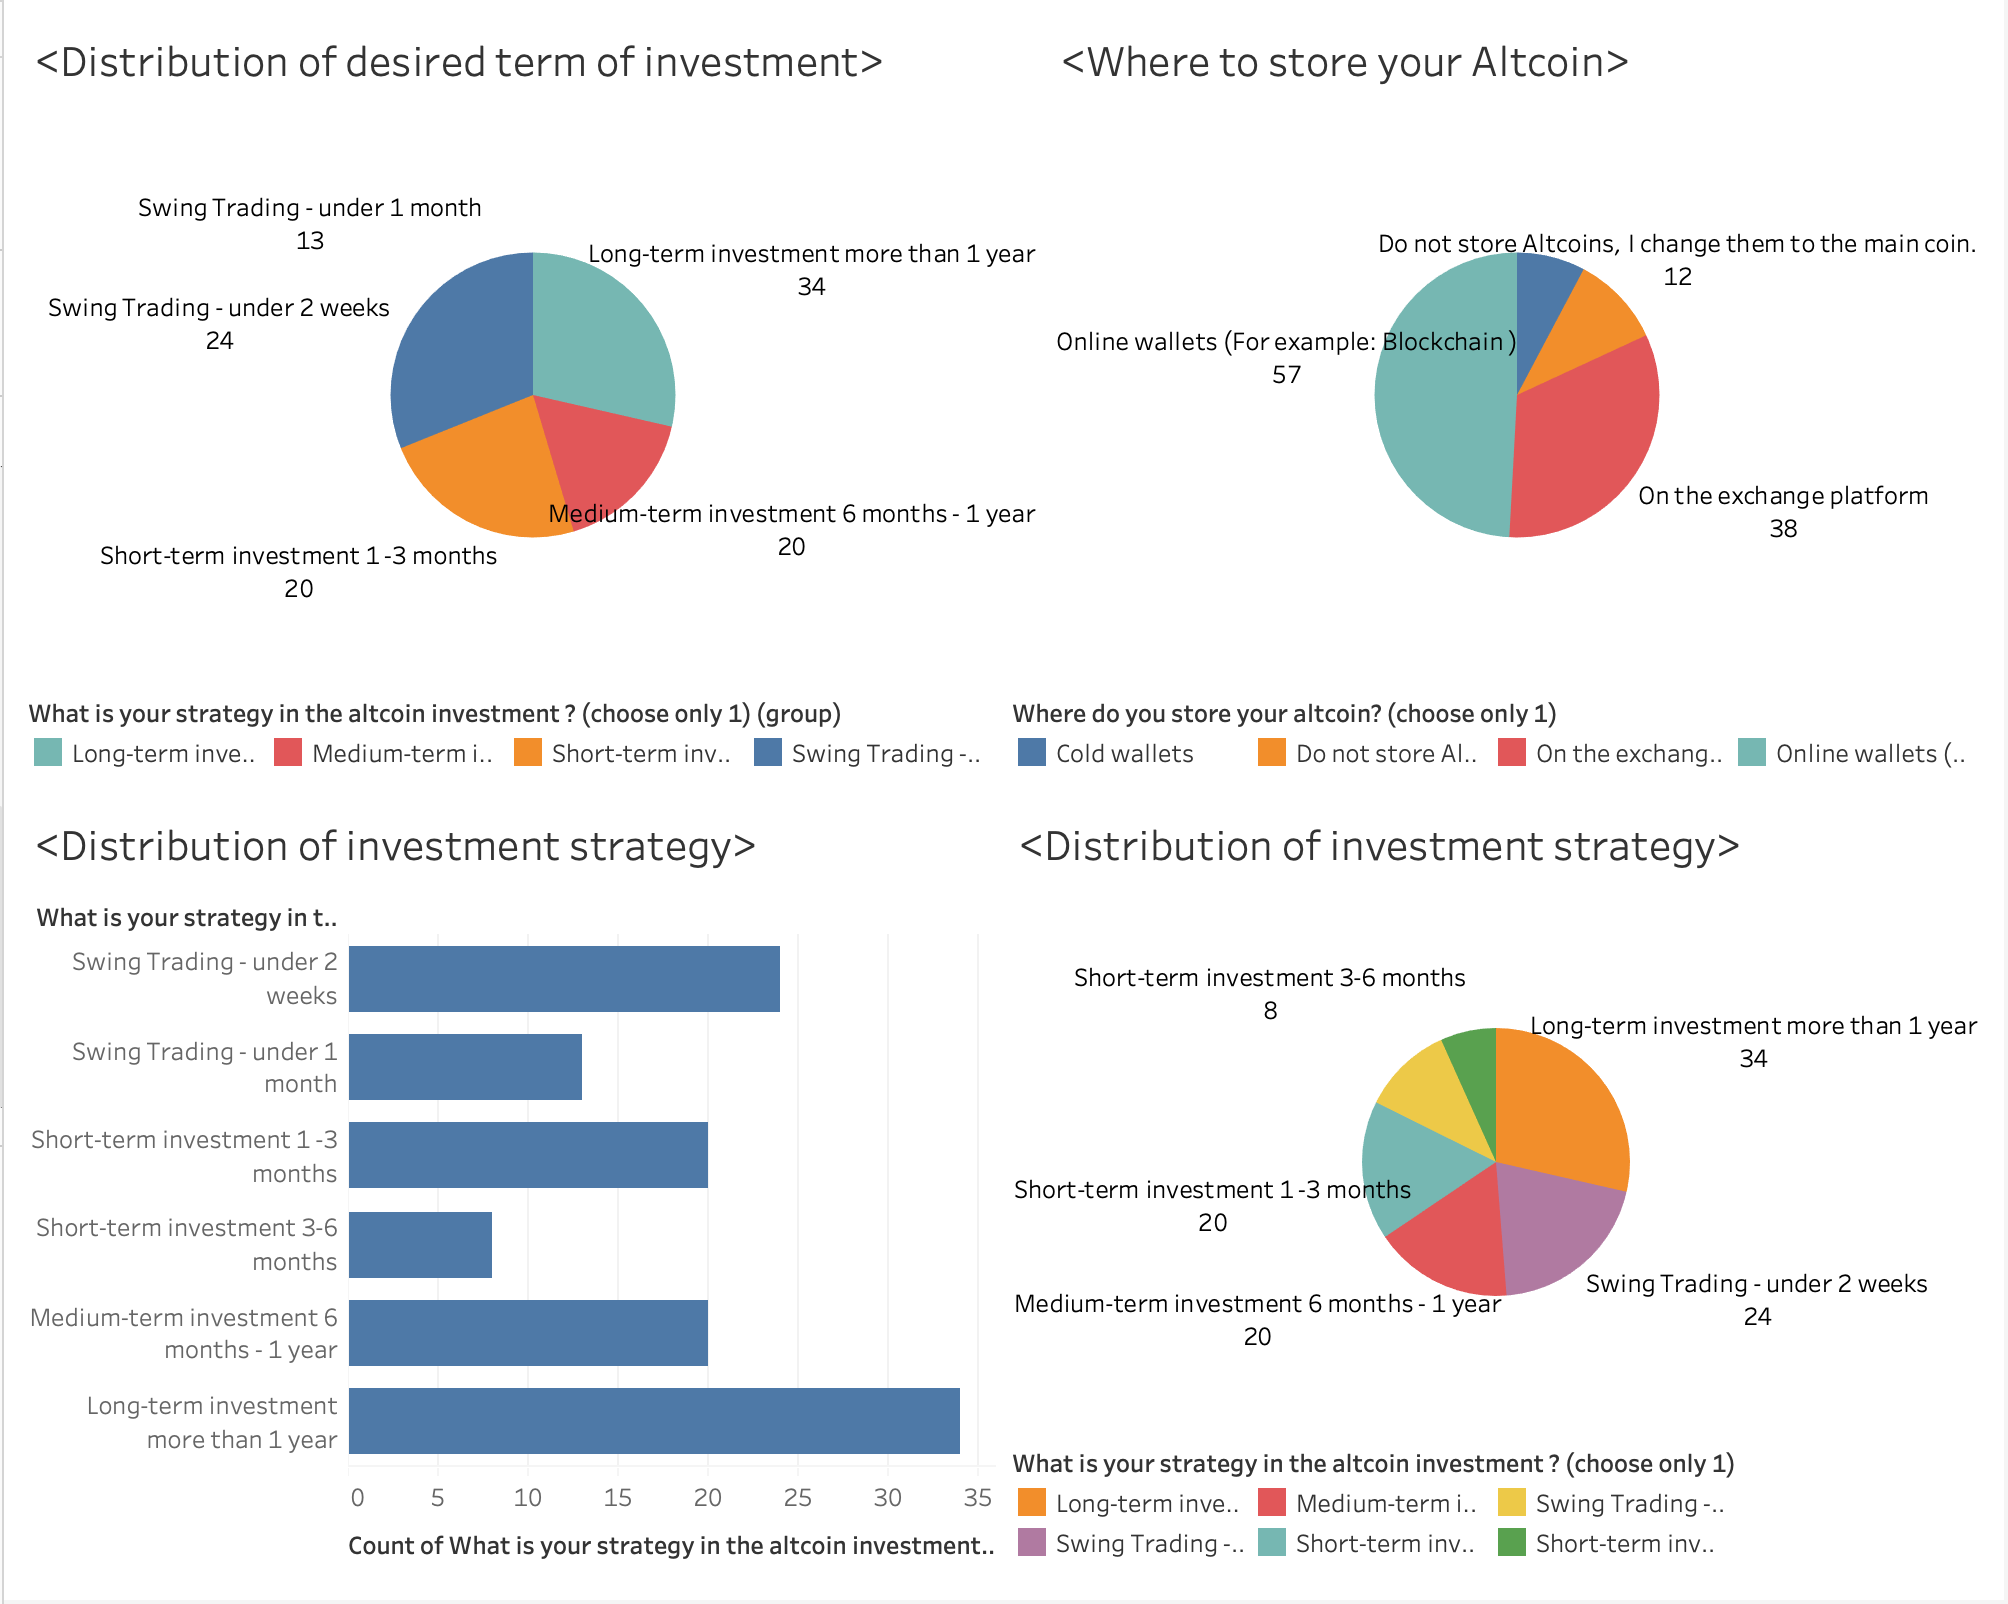 <Distribution of desired term of investment>
Swing Trading - under 1 month
13
Long-term investment more than 1 year
34
Swing Trading - under 2 weeks
24
Medium-term investment 6 months - 1 year
20
Short-term investment 1 -3 months
20
What is your strategy in the altcoin investment ? (choose only 1) (group)
Long-term inve..
Medium-term i..
Short-term inv..
Swing Trading -..
<Where to store your Altcoin>
Do not store Altcoins, I change them to the main coin.
12
Online wallets (For example: Blockchain )
57
On the exchange platform
38
Where do you store your altcoin? (choose only 1)
Cold wallets
Do not store Al..
On the exchang..
Online wallets (..
<Distribution of investment strategy>
What is your strategy in t..
Swing Trading - under 2
weeks
Swing Trading - under 1
month
Short-term investment 1 -3
months
Short-term investment 3-6
months
Medium-term investment 6
months - 1 year
Long-term investment
more than 1 year
0 5 10 15 20 25 30 35
Count of What is your strategy in the altcoin investment..
<Distribution of investment strategy>
Short-term investment 3-6 months
8
Long-term investment more than 1 year
34
Short-term investment 1 -3 months
20
Swing Trading - under 2 weeks
24
Medium-term investment 6 months - 1 year
20
What is your strategy in the altcoin investment ? (choose only 1)
Long-term inve..
Medium-term i..
Swing Trading -..
Swing Trading -..
Short-term inv..
Short-term inv..